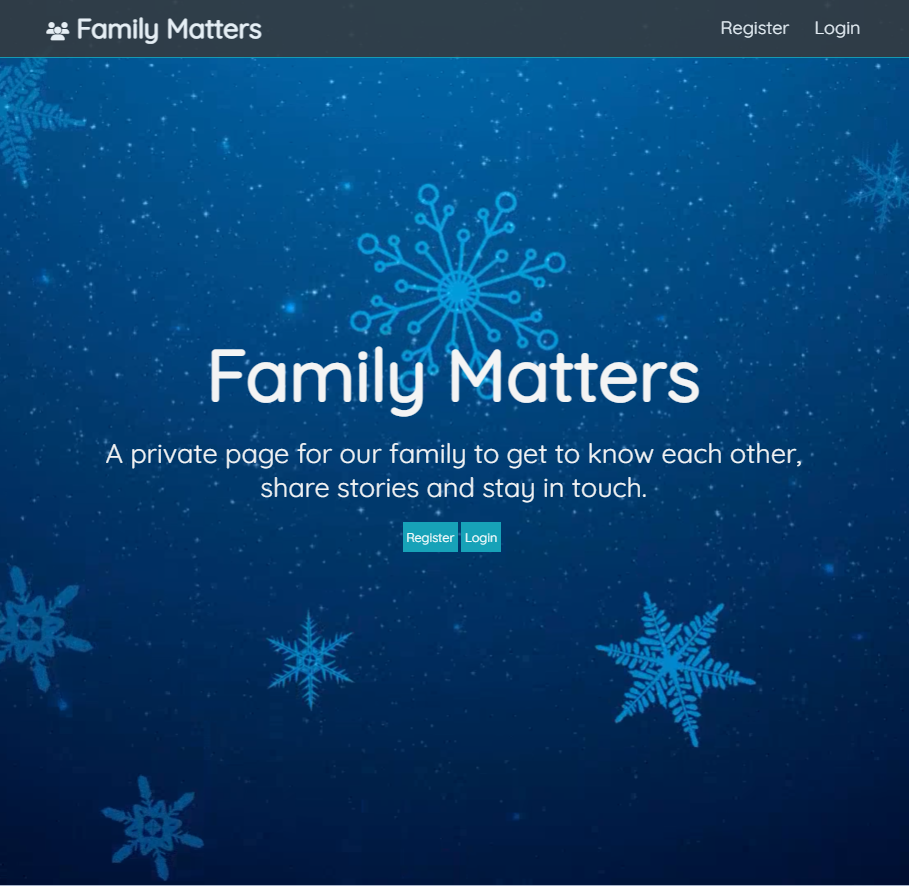 Family Matters
Register Login
Family Matters
A private page for our family to get to know each other,
share stories and stay in touch.
Register Login